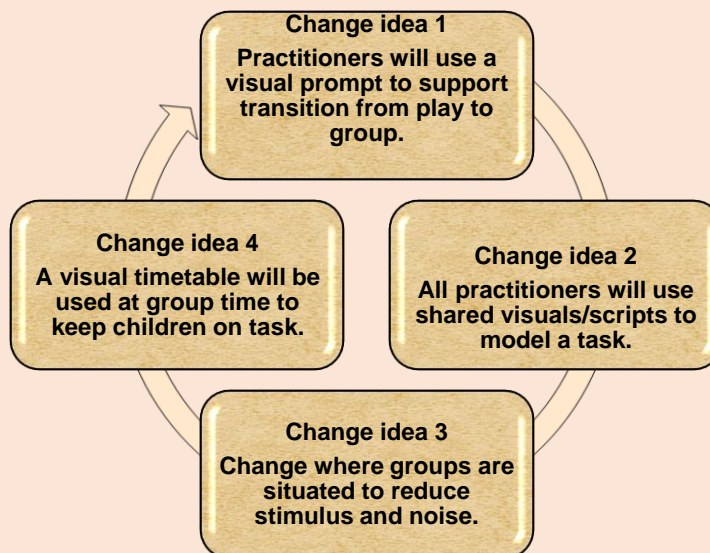 Change idea 1
Practitioners will use a
visual prompt to support
transition from play to
group.
Change idea 2
All practitioners will use
shared visuals/scripts to
model a task.
Change idea 3
Change where groups are
situated to reduce
stimulus and noise.
Change idea 4
A visual timetable will be
used at group time to
keep children on task.